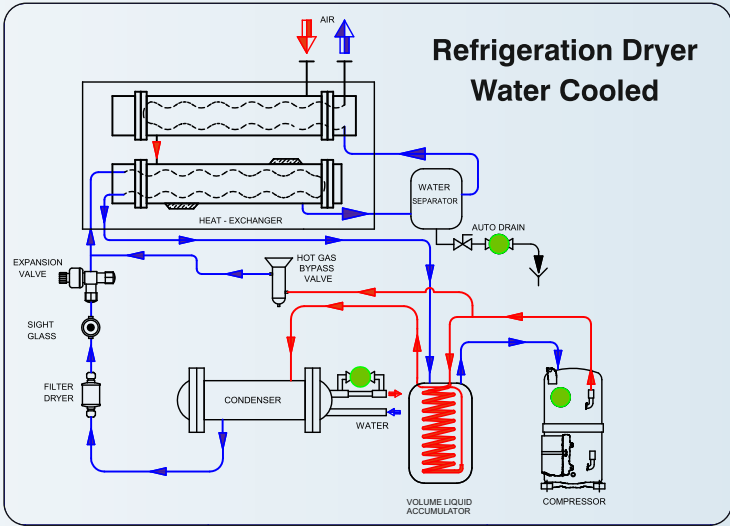 AIR
Refrigeration Dryer
Water Cooled
WATER
SEPARATOR
HEAT - EXCHANGER
AUTO DRAIN
EXPANSION
VALVE
HOT GAS
BYPASS
VALVE
SIGHT
GLASS
FILTER
DRYER
CONDENSER
WATER
VOLUME LIQUID
ACCUMULATOR
COMPRESSOR